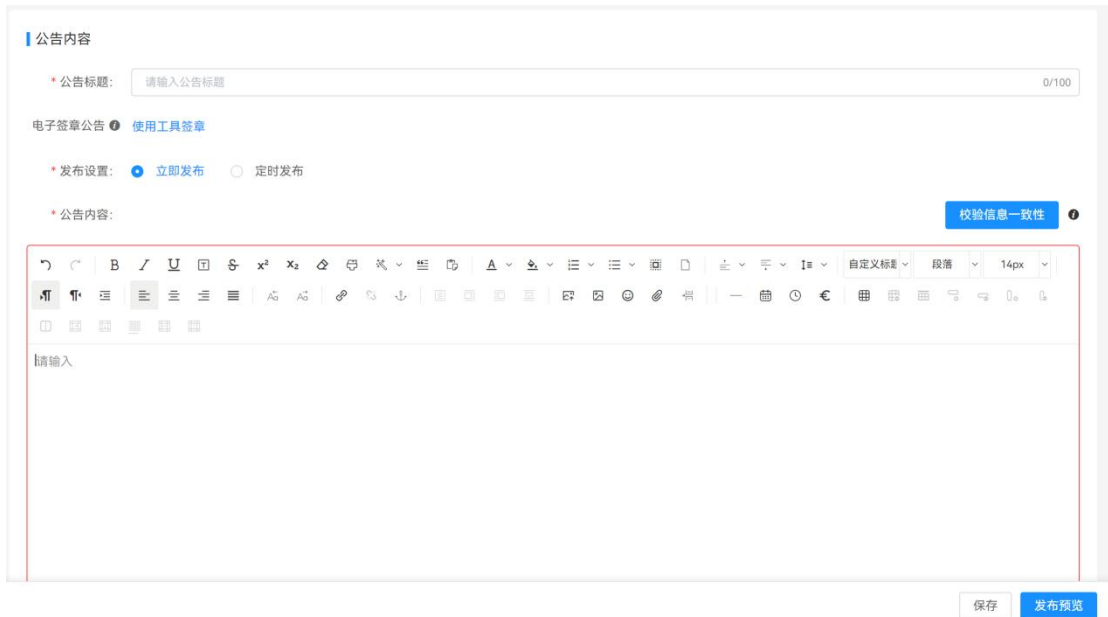 公告内容
* 公告标题: 请输入公告标题 0/100
电子签章公告 使用工具签章
* 发布设置: 立即发布 定时发布
* 公告内容: 校验信息一致性
自定义标题 段落 14px
请输入
保存 发布预览